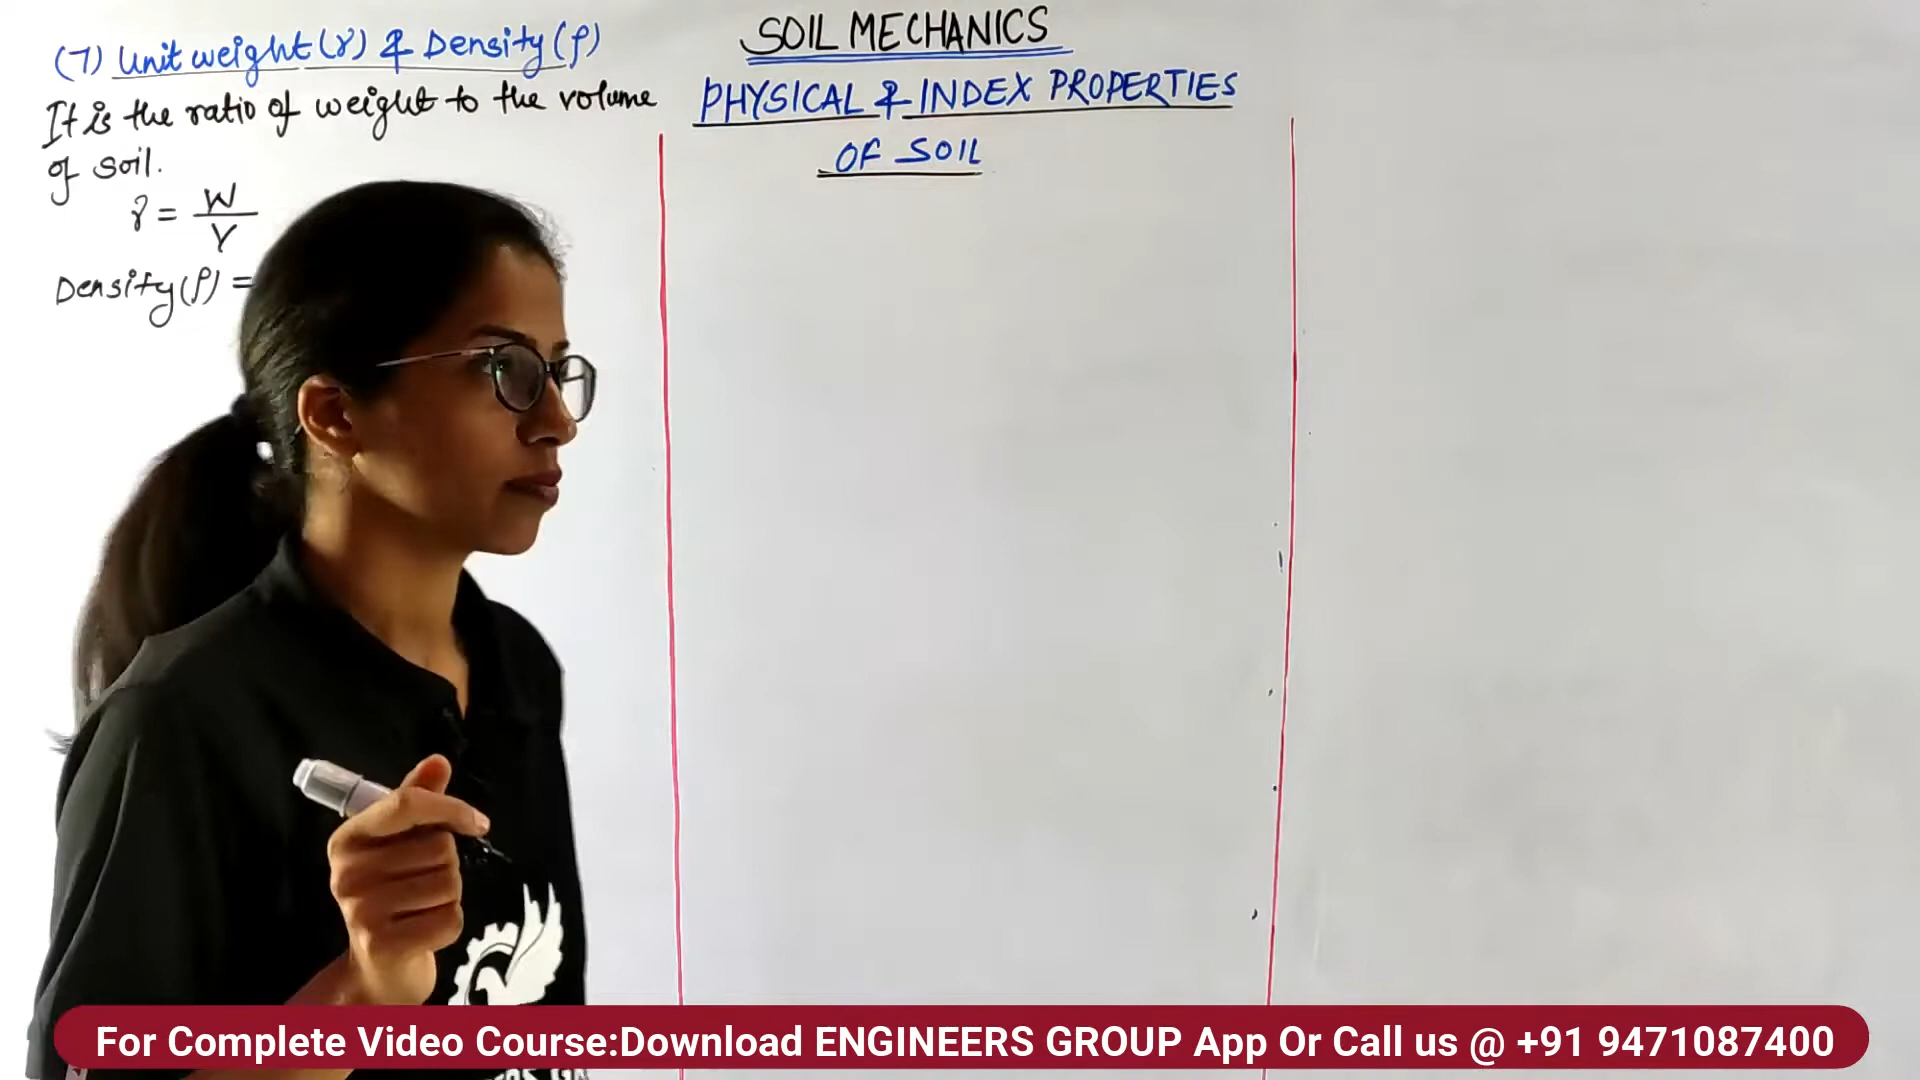 SOIL MECHANICS
PHYSICAL & INDEX PROPERTIES
OF SOIL
(7) Unit weight (γ) & Density (ρ)
It is the ratio of weight to the volume
of soil.
γ = W/V
Density (ρ) =
For Complete Video Course:Download ENGINEERS GROUP App Or Call us @ +91 9471087400